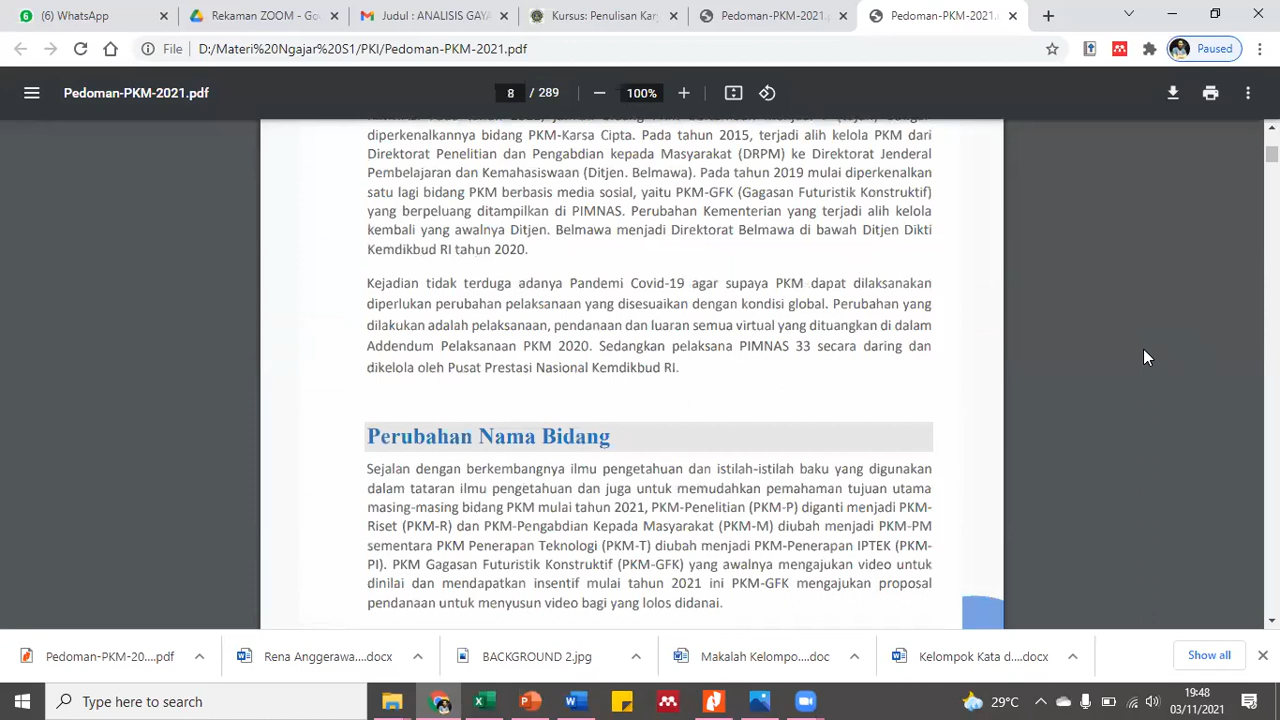 (6) WhatsApp
Rekaman ZOOM - Go
Judul : ANALISIS GAYA
Kursus: Penulisan Kar
Pedoman-PKM-2021.p
Pedoman-PKM-2021.
File
D:/Materi%20Ngajar%20S1/PKI/Pedoman-PKM-2021.pdf
Paused
Pedoman-PKM-2021.pdf
8 / 289
100%
diperkenalkannya bidang PKM-Karsa Cipta. Pada tahun 2015, terjadi alih kelola PKM dari
Direktorat Penelitian dan Pengabdian kepada Masyarakat (DRPM) ke Direktorat Jenderal
Pembelajaran dan Kemahasiswaan (Ditjen. Belmawa). Pada tahun 2019 mulai diperkenalkan
satu lagi bidang PKM berbasis media sosial, yaitu PKM-GFK (Gagasan Futuristik Konstruktif)
yang berpeluang ditampilkan di PIMNAS. Perubahan Kementerian yang terjadi alih kelola
kembali yang awalnya Ditjen. Belmawa menjadi Direktorat Belmawa di bawah Ditjen Dikti
Kemdikbud RI tahun 2020.
Kejadian tidak terduga adanya Pandemi Covid-19 agar supaya PKM dapat dilaksanakan
diperlukan perubahan pelaksanaan yang disesuaikan dengan kondisi global. Perubahan yang
dilakukan adalah pelaksanaan, pendanaan dan luaran semua virtual yang dituangkan di dalam
Addendum Pelaksanaan PKM 2020. Sedangkan pelaksana PIMNAS 33 secara daring dan
dikelola oleh Pusat Prestasi Nasional Kemdikbud RI.
Perubahan Nama Bidang
Sejalan dengan berkembangnya ilmu pengetahuan dan istilah-istilah baku yang digunakan
dalam tataran ilmu pengetahuan dan juga untuk memudahkan pemahaman tujuan utama
masing-masing bidang PKM mulai tahun 2021, PKM-Penelitian (PKM-P) diganti menjadi PKM-
Riset (PKM-R) dan PKM-Pengabdian Kepada Masyarakat (PKM-M) diubah menjadi PKM-PM
sementara PKM Penerapan Teknologi (PKM-T) diubah menjadi PKM-Penerapan IPTEK (PKM-
PI). PKM Gagasan Futuristik Konstruktif (PKM-GFK) yang awalnya mengajukan video untuk
dinilai dan mendapatkan insentif mulai tahun 2021 ini PKM-GFK mengajukan proposal
pendanaan untuk menyusun video bagi yang lolos didanai.
Pedoman-PKM-20....pdf
Rena Anggerawa....docx
BACKGROUND 2.jpg
Makalah Kelompo....doc
Kelompok Kata d....docx
Show all
Type here to search
29°C
19:48
03/11/2021